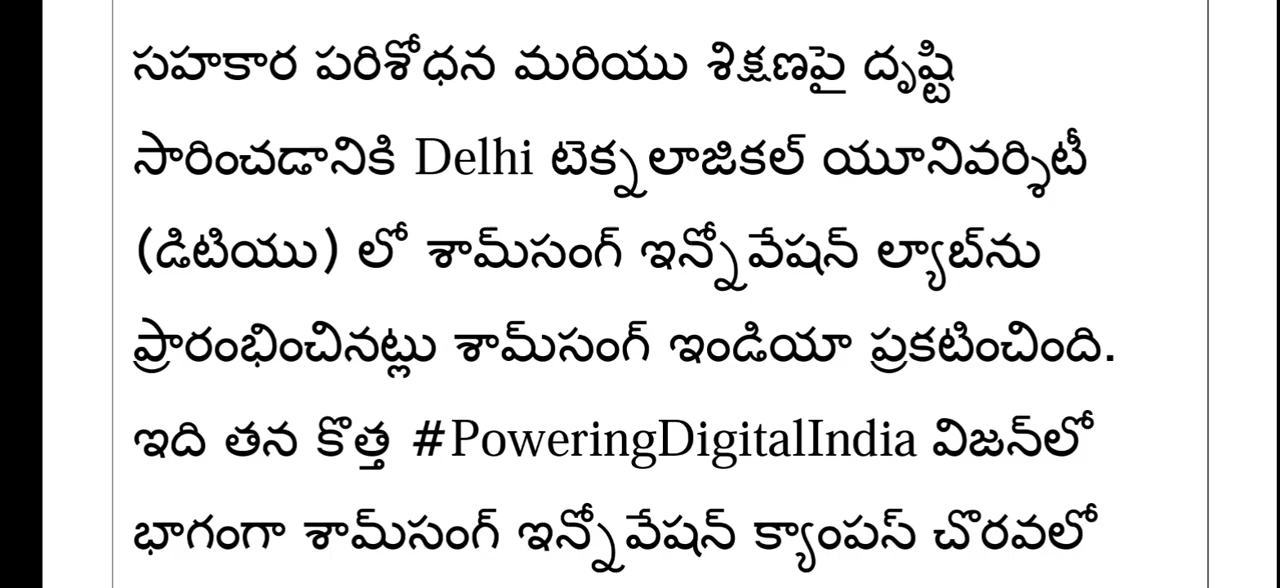 సహకార పరిశోధన మరియు శిక్షణపై దృష్టి
సారించడానికి Delhi టెక్నలాజికల్ యూనివర్శిటీ
(డిటియు) లో శామ్‌సంగ్ ఇన్నోవేషన్ ల్యాబ్‌ను
ప్రారంభించినట్లు శామ్‌సంగ్ ఇండియా ప్రకటించింది.
ఇది తన కొత్త #PoweringDigitalIndia విజన్‌లో
భాగంగా శామ్‌సంగ్ ఇన్నోవేషన్ క్యాంపస్ చొరవలో